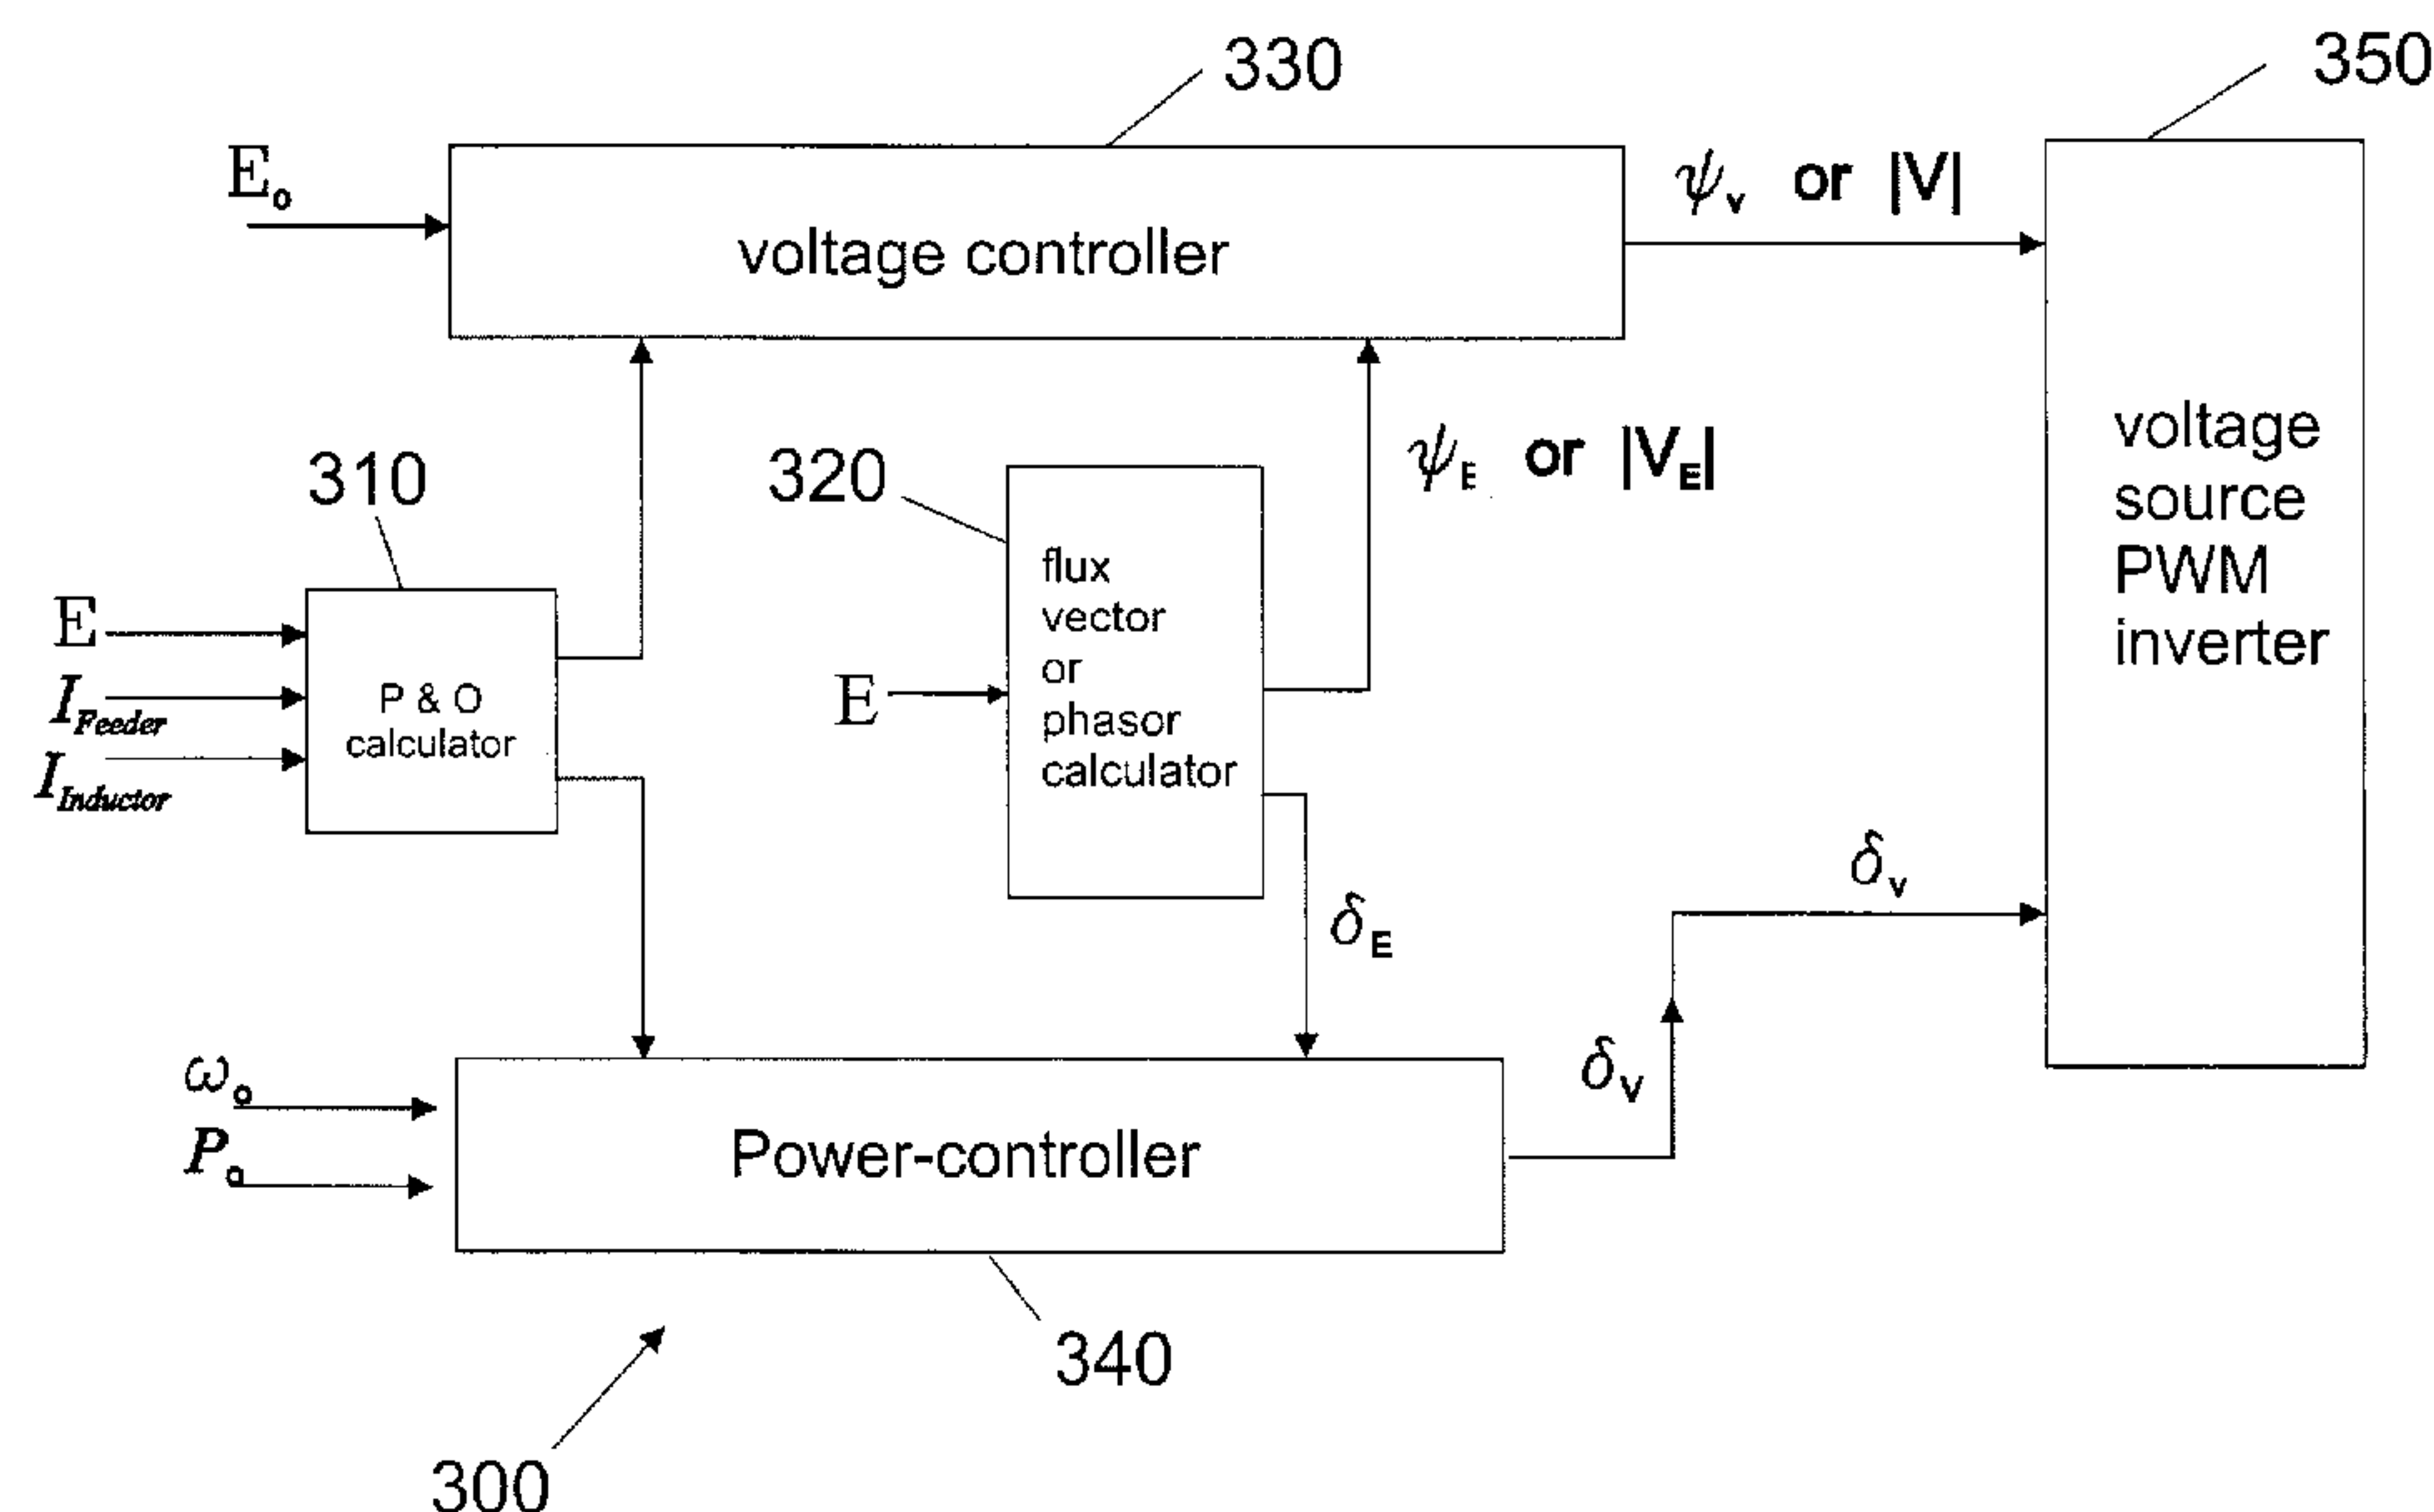 330
350
E₀
voltage controller
ψᵥ or |V|
voltage
source
PWM
inverter
310
320
ψ_E or |V_E|
flux
vector
or
phasor
calculator
E
I_Feeder
I_Inductor
P & O
calculator
E
δᵥ
δ_E
ω₀
P₀
Power-controller
δ_V
340
300